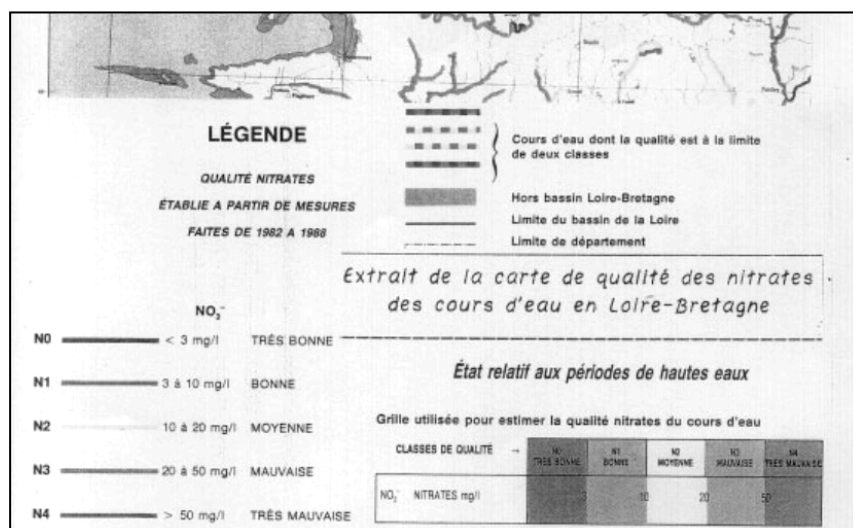 LÉGENDE
QUALITÉ NITRATES
ÉTABLIE A PARTIR DE MESURES
FAITES DE 1982 A 1988
Cours d'eau dont la qualité est à la limite
de deux classes
Hors bassin Loire-Bretagne
Limite du bassin de la Loire
Limite de département
Extrait de la carte de qualité des nitrates
des cours d'eau en Loire-Bretagne
NO₃⁻
N0 < 3 mg/l TRÈS BONNE
N1 3 à 10 mg/l BONNE
N2 10 à 20 mg/l MOYENNE
N3 20 à 50 mg/l MAUVAISE
N4 > 50 mg/l TRÈS MAUVAISE
État relatif aux périodes de hautes eaux
Grille utilisée pour estimer la qualité nitrates du cours d'eau
CLASSES DE QUALITÉ → N0 N1 N2 N3 N4
TRÈS BONNE BONNE MOYENNE MAUVAISE TRÈS MAUVAISE
NO₃⁻ NITRATES mg/l 3 10 20 50